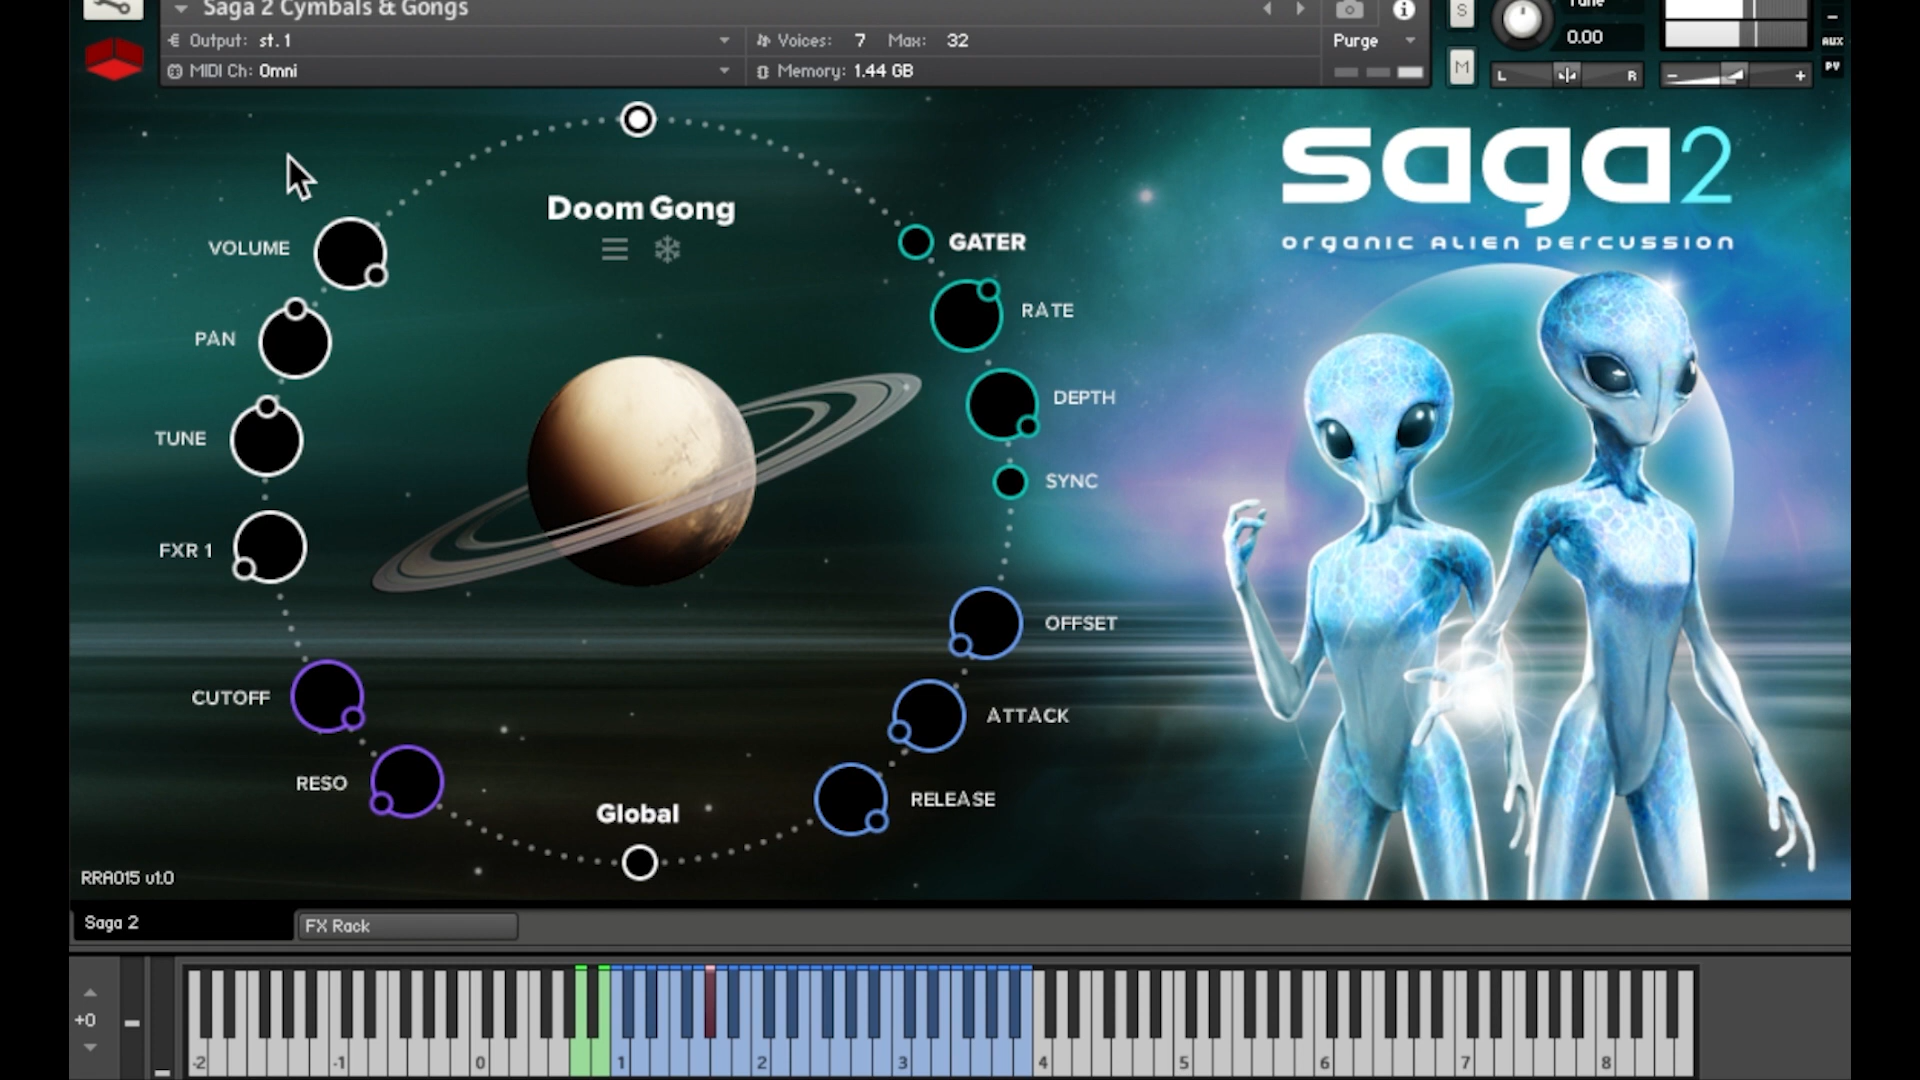 Saga 2 Cymbals & Gongs
Output: st. 1
Voices: 7 Max: 32
Purge
S
Tune
0.00
AUX
MIDI Ch: Omni
Memory: 1.44 GB
M
L R
− +
PV
saga2
organic alien percussion
Doom Gong
VOLUME
PAN
TUNE
FXR 1
CUTOFF
RESO
GATER
RATE
DEPTH
SYNC
OFFSET
ATTACK
RELEASE
Global
RRA015 v1.0
Saga 2
FX Rack
+0
-2 -1 0 1 2 3 4 5 6 7 8